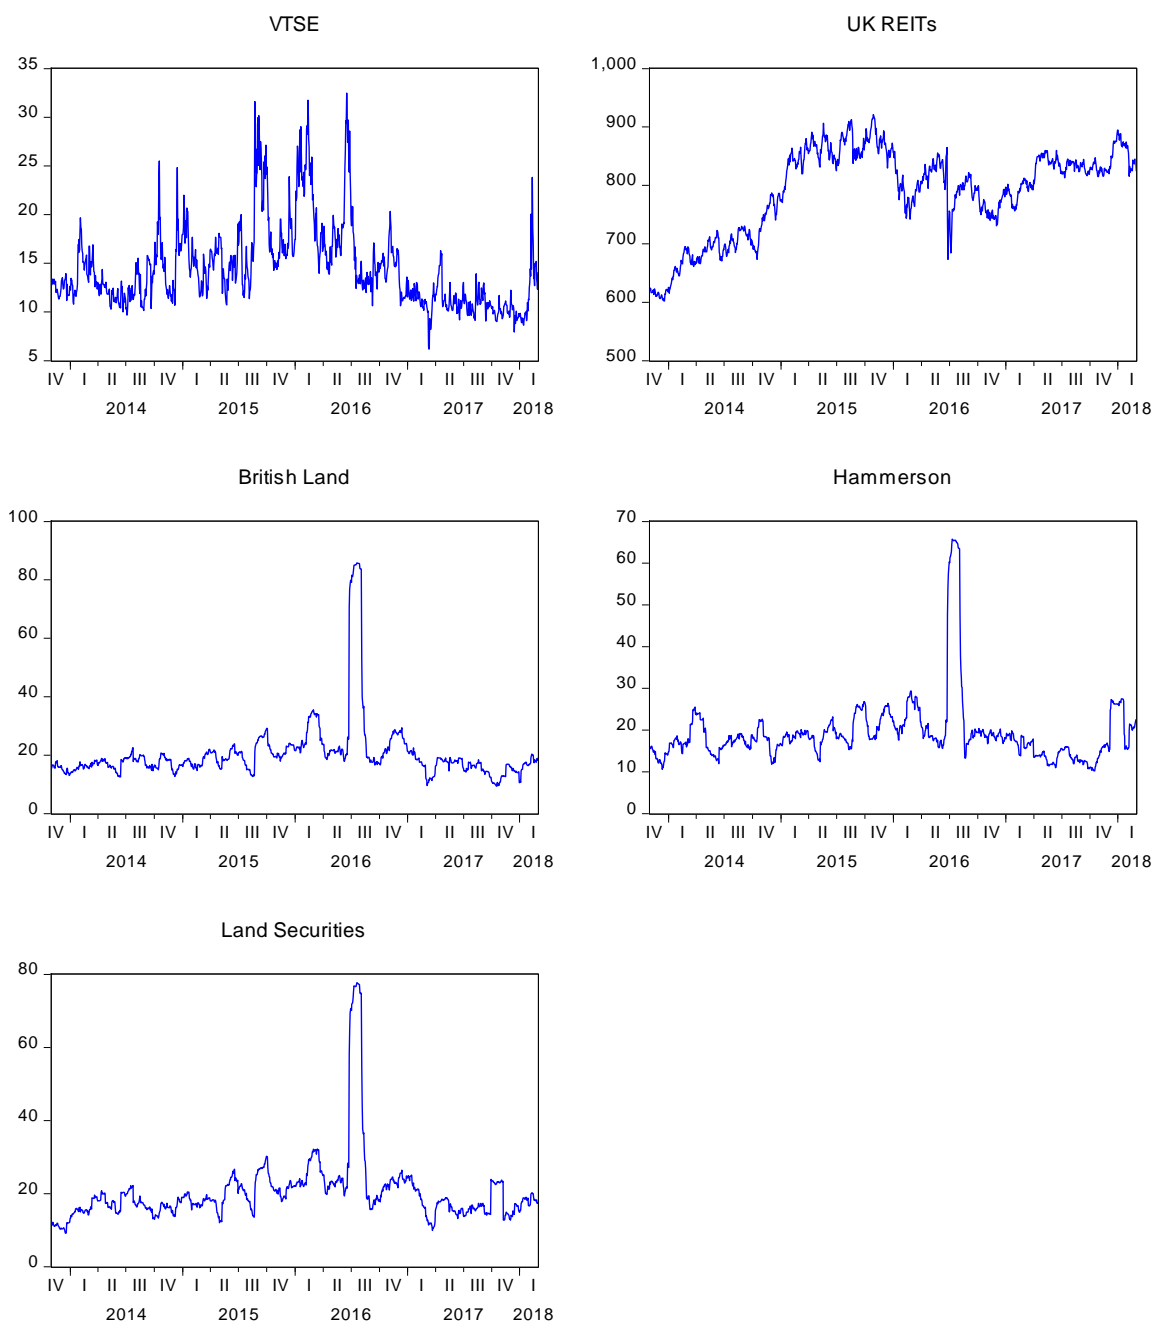 VTSE
35
30
25
20
15
10
5
IV I II III IV I II III IV I II III IV I II III IV I
2014 2015 2016 2017 2018
UK REITs
1,000
900
800
700
600
500
IV I II III IV I II III IV I II III IV I II III IV I
2014 2015 2016 2017 2018
British Land
100
80
60
40
20
0
IV I II III IV I II III IV I II III IV I II III IV I
2014 2015 2016 2017 2018
Hammerson
70
60
50
40
30
20
10
0
IV I II III IV I II III IV I II III IV I II III IV I
2014 2015 2016 2017 2018
Land Securities
80
60
40
20
0
IV I II III IV I II III IV I II III IV I II III IV I
2014 2015 2016 2017 2018